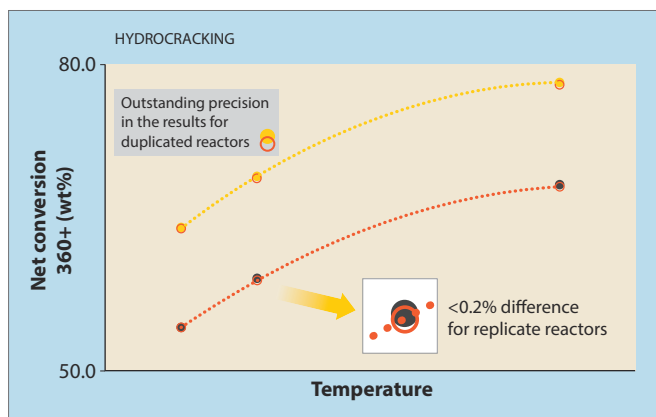 HYDROCRACKING
80.0
Outstanding precision
in the results for
duplicated reactors
Net conversion
360+ (wt%)
<0.2% difference
for replicate reactors
50.0
Temperature